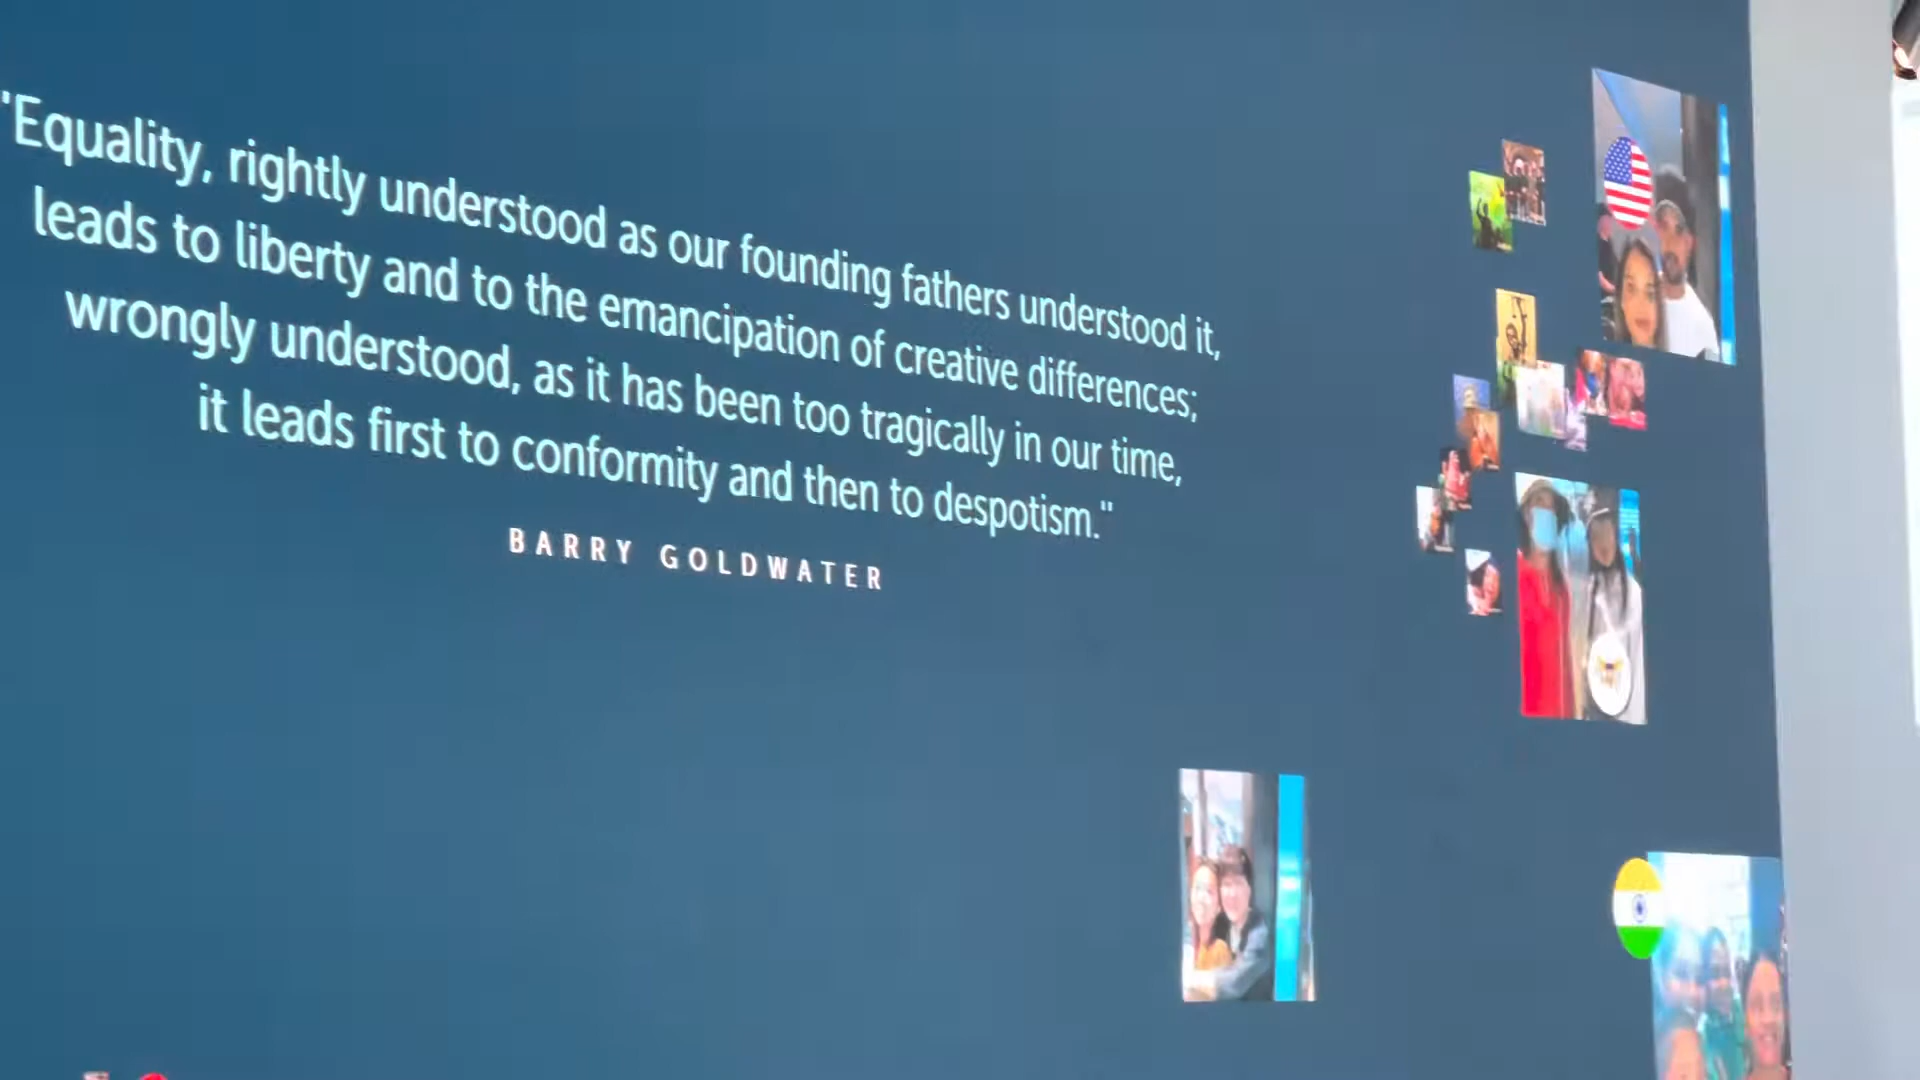 "Equality, rightly understood as our founding fathers understood it,
leads to liberty and to the emancipation of creative differences;
wrongly understood, as it has been too tragically in our time,
it leads first to conformity and then to despotism."
BARRY GOLDWATER